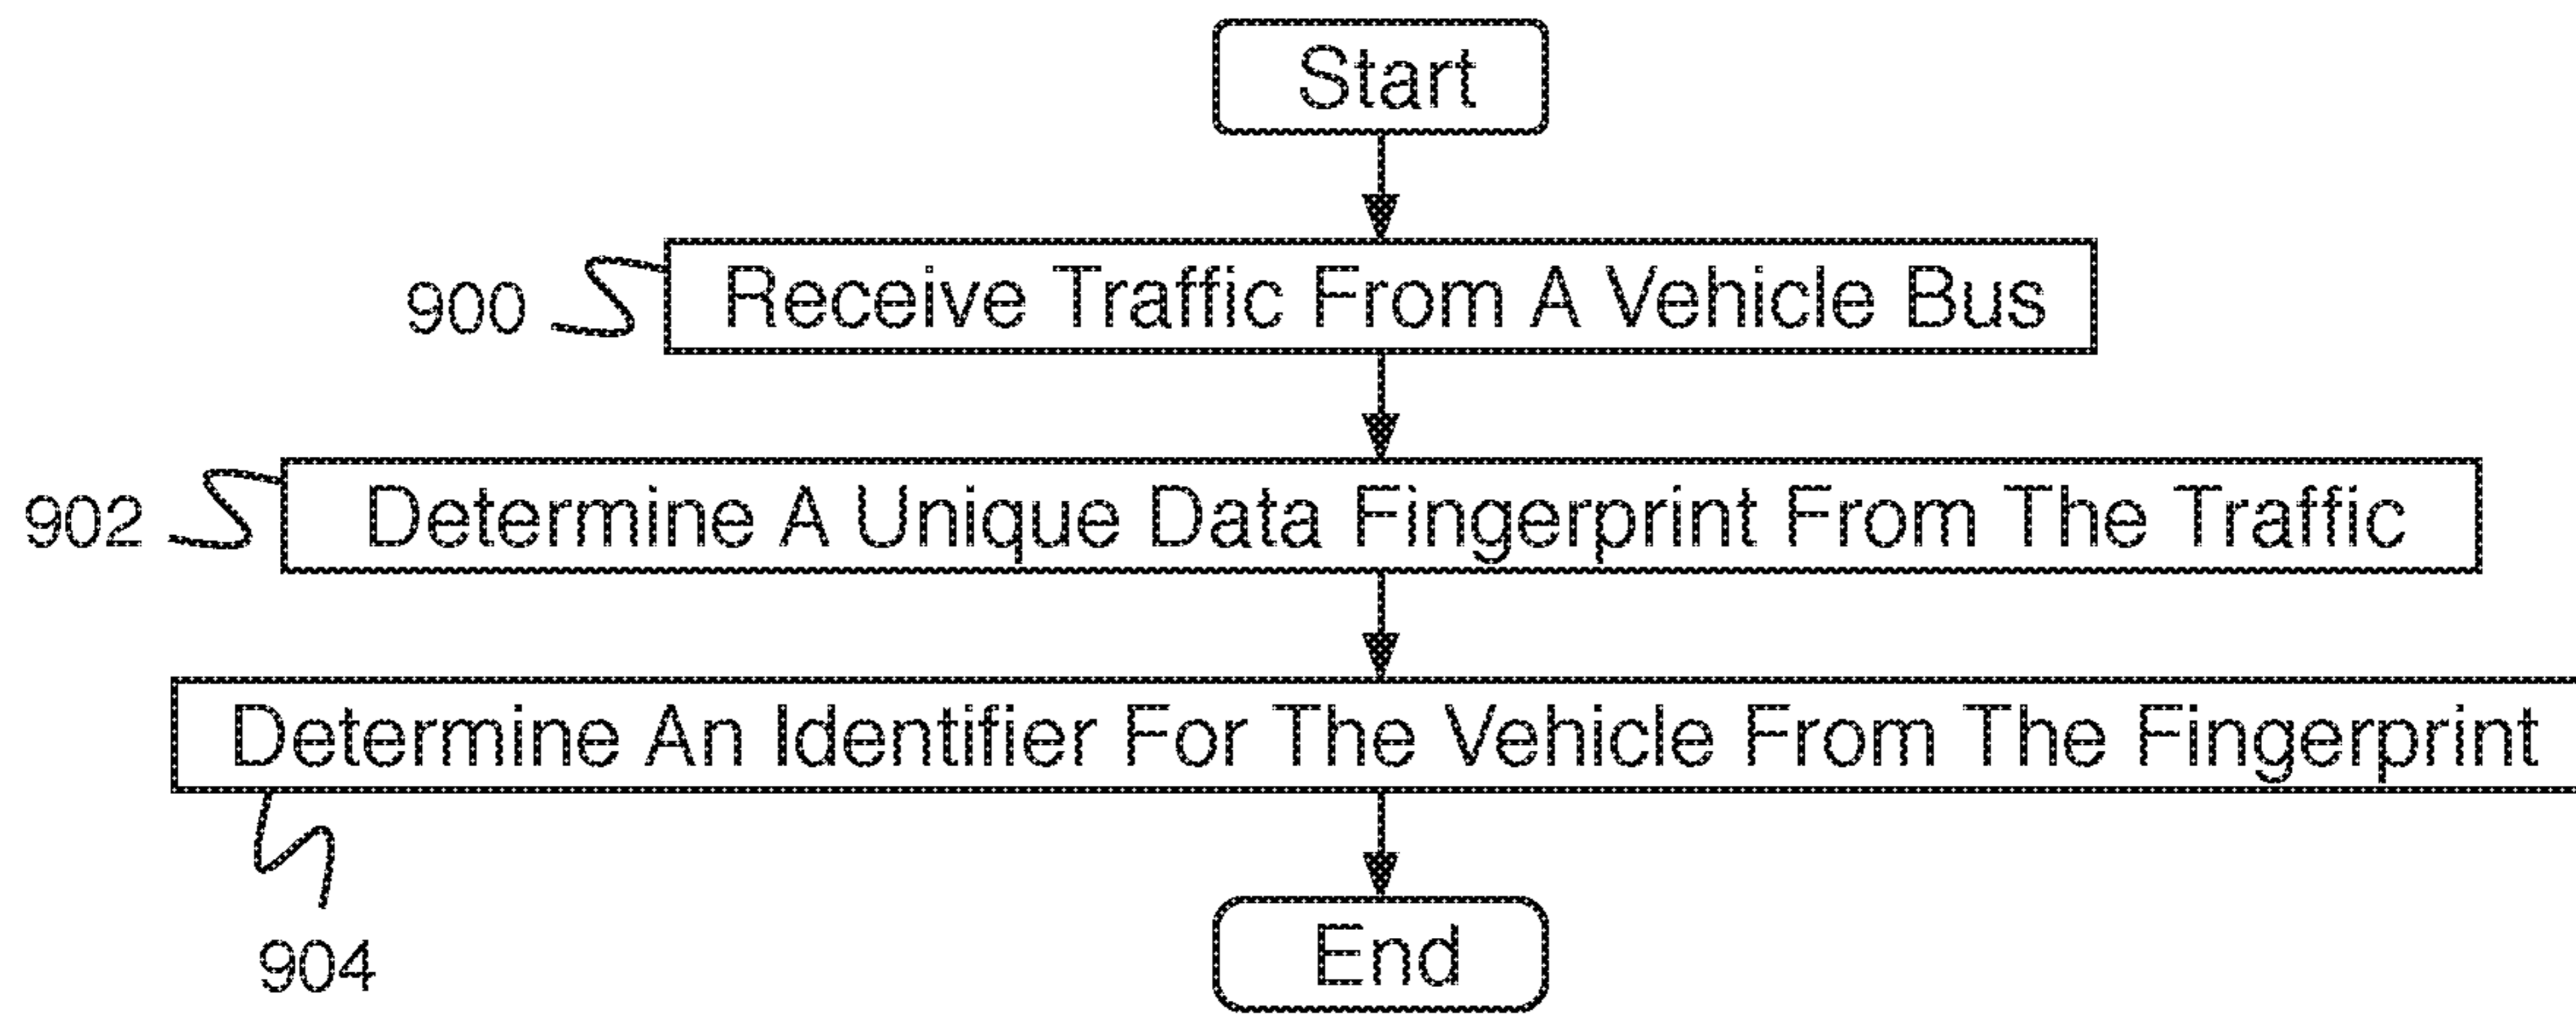 Start
900
Receive Traffic From A Vehicle Bus
902
Determine A Unique Data Fingerprint From The Traffic
Determine An Identifier For The Vehicle From The Fingerprint
904
End